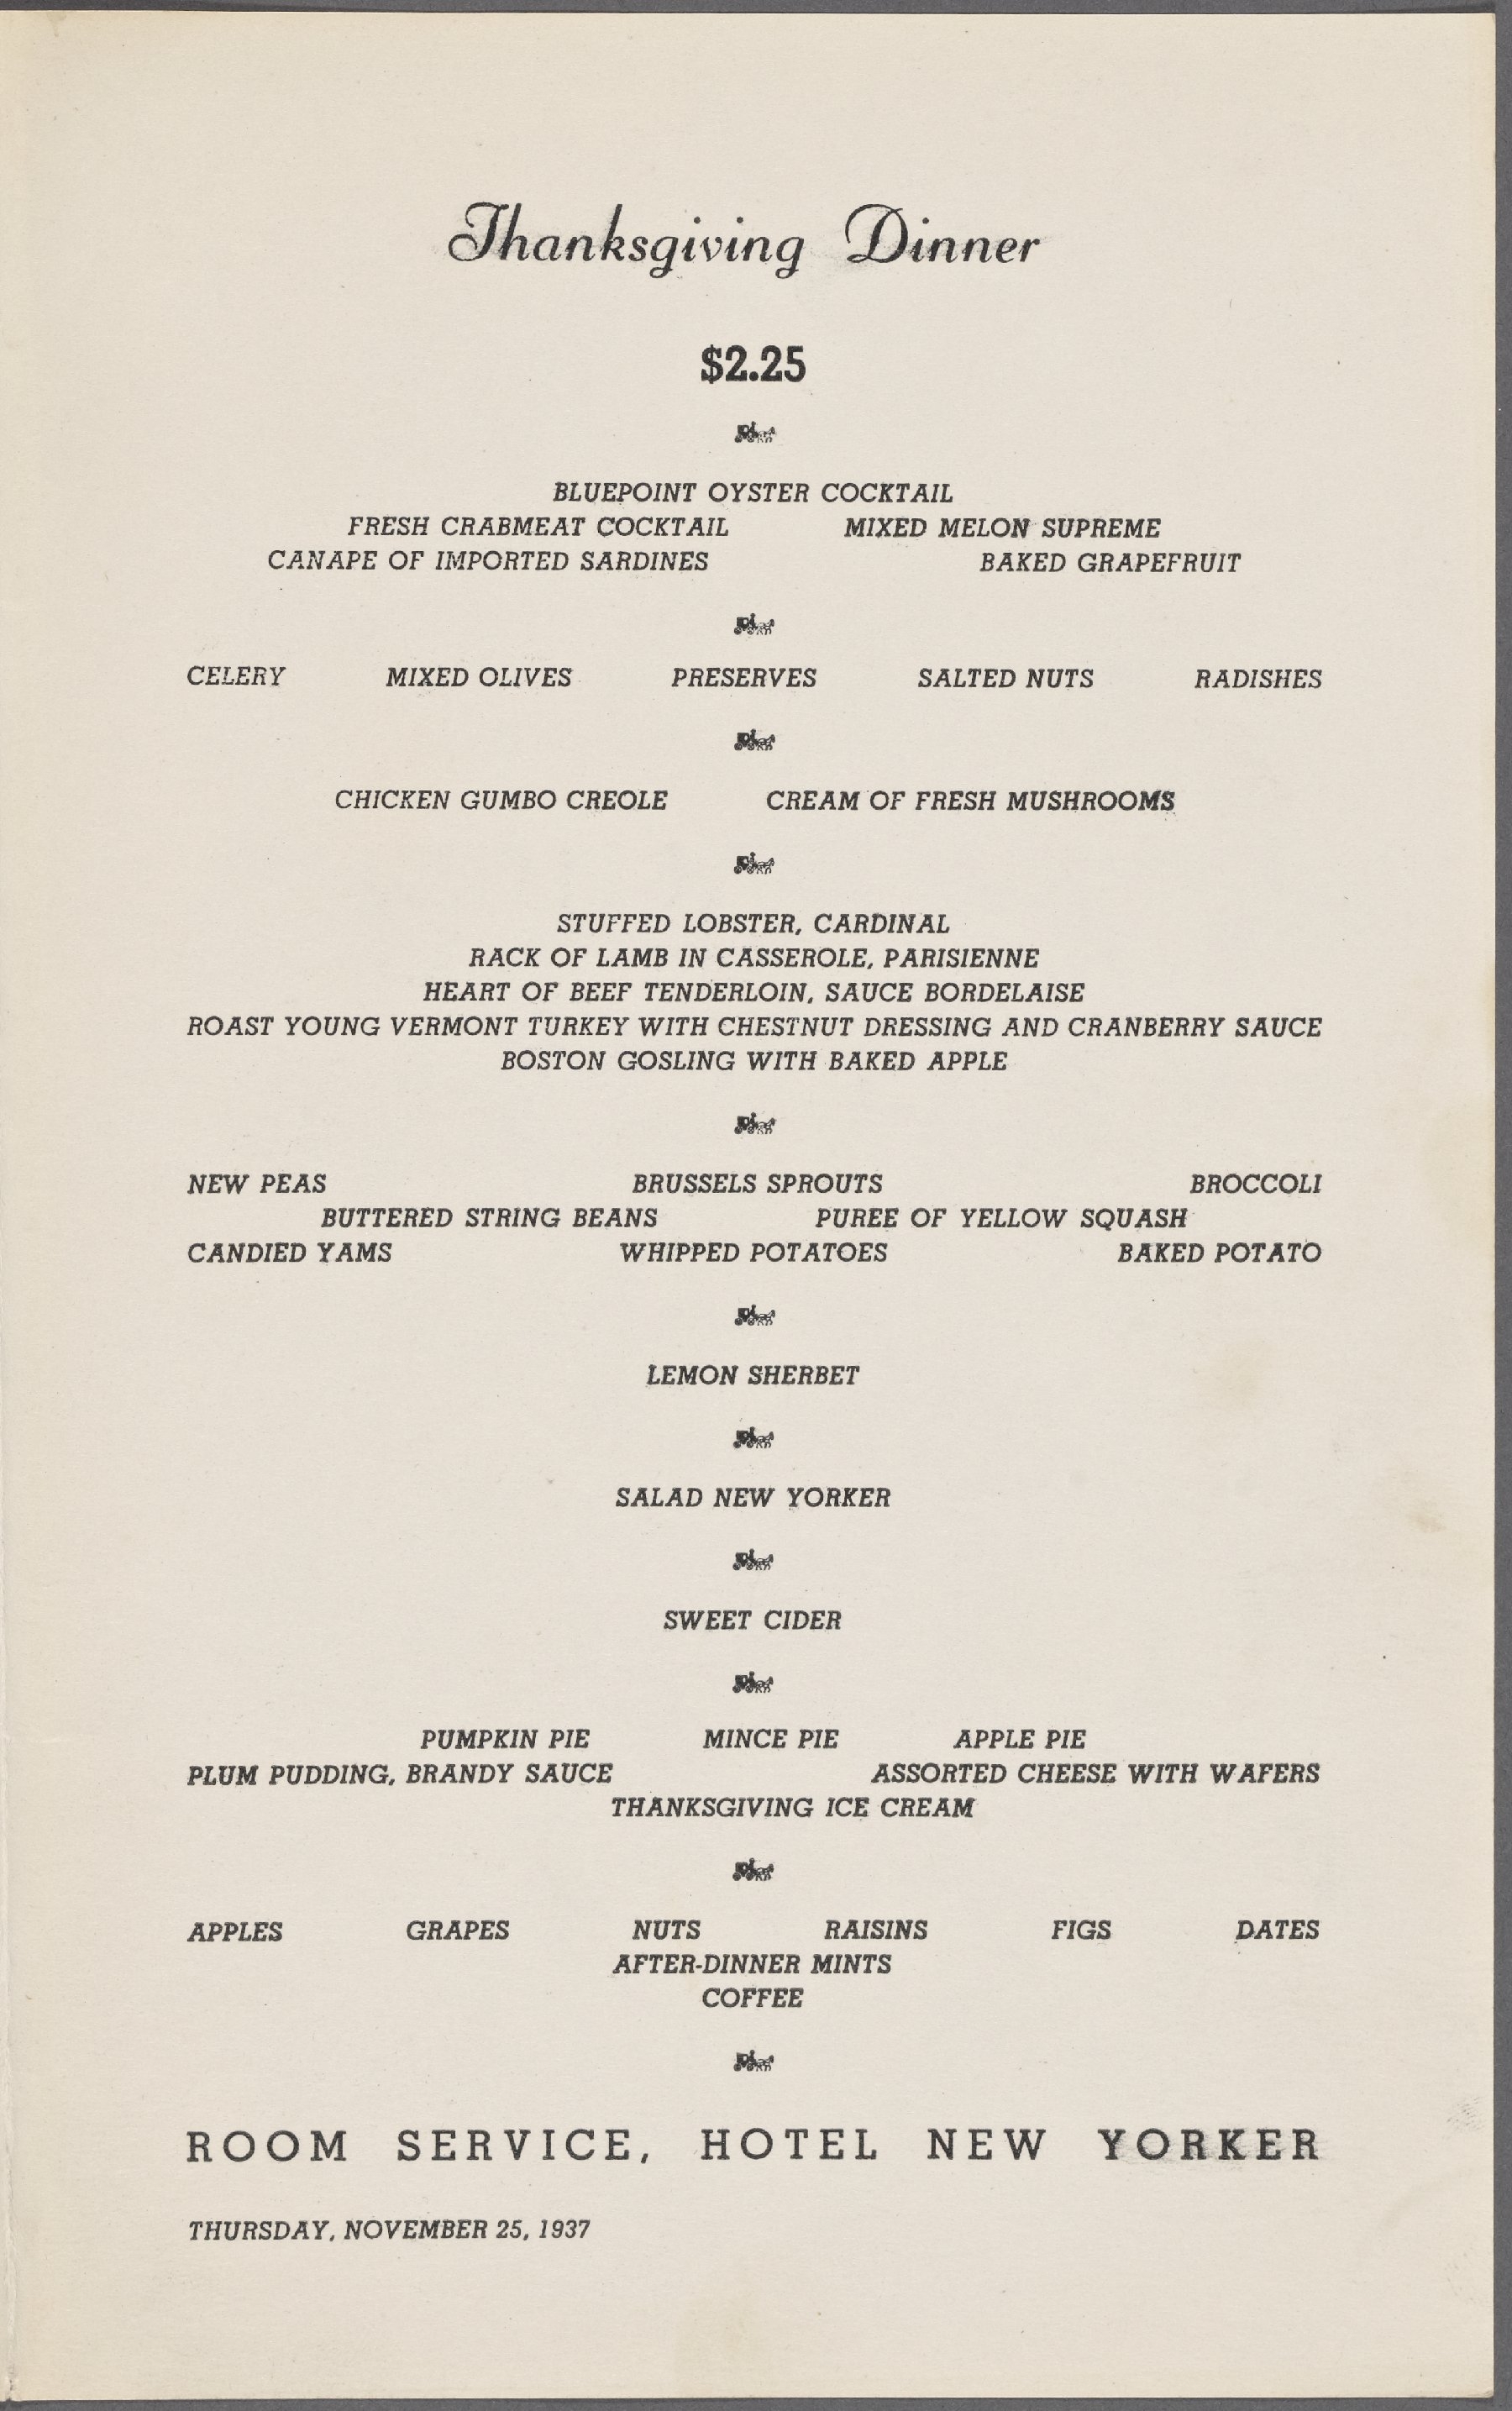 Thanksgiving Dinner
$2.25
BLUEPOINT OYSTER COCKTAIL
FRESH CRABMEAT COCKTAIL MIXED MELON SUPREME
CANAPE OF IMPORTED SARDINES BAKED GRAPEFRUIT
CELERY MIXED OLIVES PRESERVES SALTED NUTS RADISHES
CHICKEN GUMBO CREOLE CREAM OF FRESH MUSHROOMS
STUFFED LOBSTER, CARDINAL
RACK OF LAMB IN CASSEROLE, PARISIENNE
HEART OF BEEF TENDERLOIN, SAUCE BORDELAISE
ROAST YOUNG VERMONT TURKEY WITH CHESTNUT DRESSING AND CRANBERRY SAUCE
BOSTON GOSLING WITH BAKED APPLE
NEW PEAS BRUSSELS SPROUTS BROCCOLI
BUTTERED STRING BEANS PUREE OF YELLOW SQUASH
CANDIED YAMS WHIPPED POTATOES BAKED POTATO
LEMON SHERBET
SALAD NEW YORKER
SWEET CIDER
PUMPKIN PIE MINCE PIE APPLE PIE
PLUM PUDDING, BRANDY SAUCE ASSORTED CHEESE WITH WAFERS
THANKSGIVING ICE CREAM
APPLES GRAPES NUTS RAISINS FIGS DATES
AFTER-DINNER MINTS
COFFEE
ROOM SERVICE, HOTEL NEW YORKER
THURSDAY, NOVEMBER 25, 1937